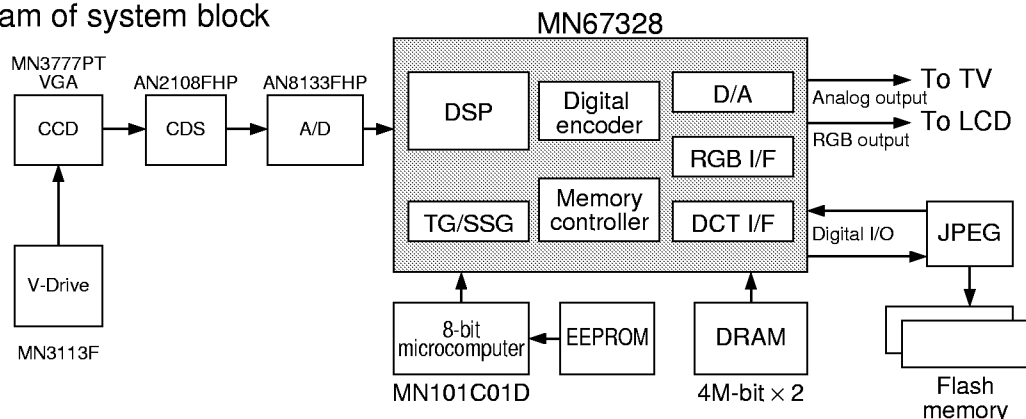 am of system block
MN67328
MN3777PT
VGA
AN2108FHP
AN8133FHP
CCD
CDS
A/D
DSP
Digital
encoder
D/A
RGB I/F
TG/SSG
Memory
controller
DCT I/F
To TV
Analog output
To LCD
RGB output
Digital I/O
JPEG
V-Drive
MN3113F
8-bit
microcomputer
MN101C01D
EEPROM
DRAM
4M-bit × 2
Flash
memory